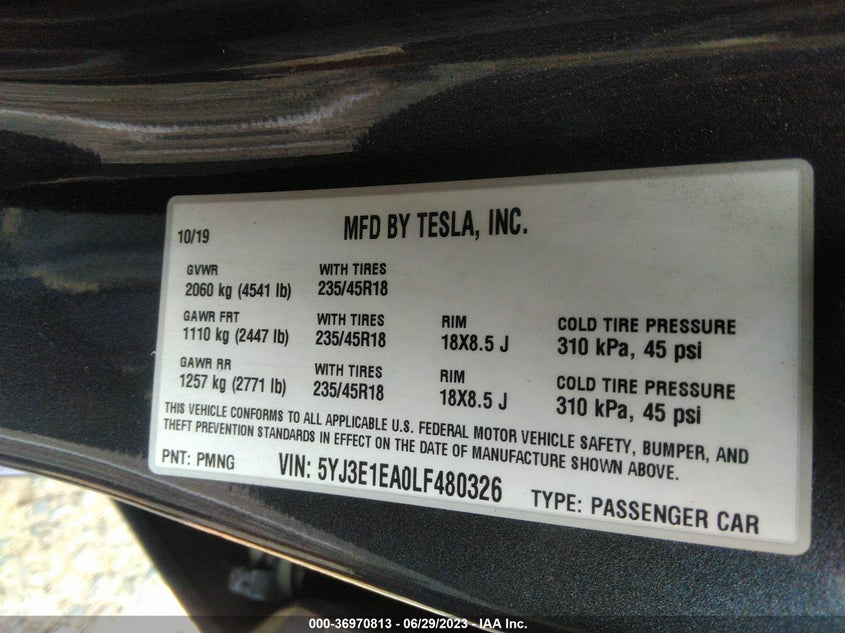 10/19
MFD BY TESLA, INC.
GVWR WITH TIRES
2060 kg (4541 lb) 235/45R18
GAWR FRT WITH TIRES RIM COLD TIRE PRESSURE
1110 kg (2447 lb) 235/45R18 18X8.5 J 310 kPa, 45 psi
GAWR RR WITH TIRES RIM COLD TIRE PRESSURE
1257 kg (2771 lb) 235/45R18 18X8.5 J 310 kPa, 45 psi
THIS VEHICLE CONFORMS TO ALL APPLICABLE U.S. FEDERAL MOTOR VEHICLE SAFETY, BUMPER, AND
THEFT PREVENTION STANDARDS IN EFFECT ON THE DATE OF MANUFACTURE SHOWN ABOVE.
PNT: PMNG VIN: 5YJ3E1EA0LF480326 TYPE: PASSENGER CAR
000-36970813 - 06/29/2023 - IAA Inc.